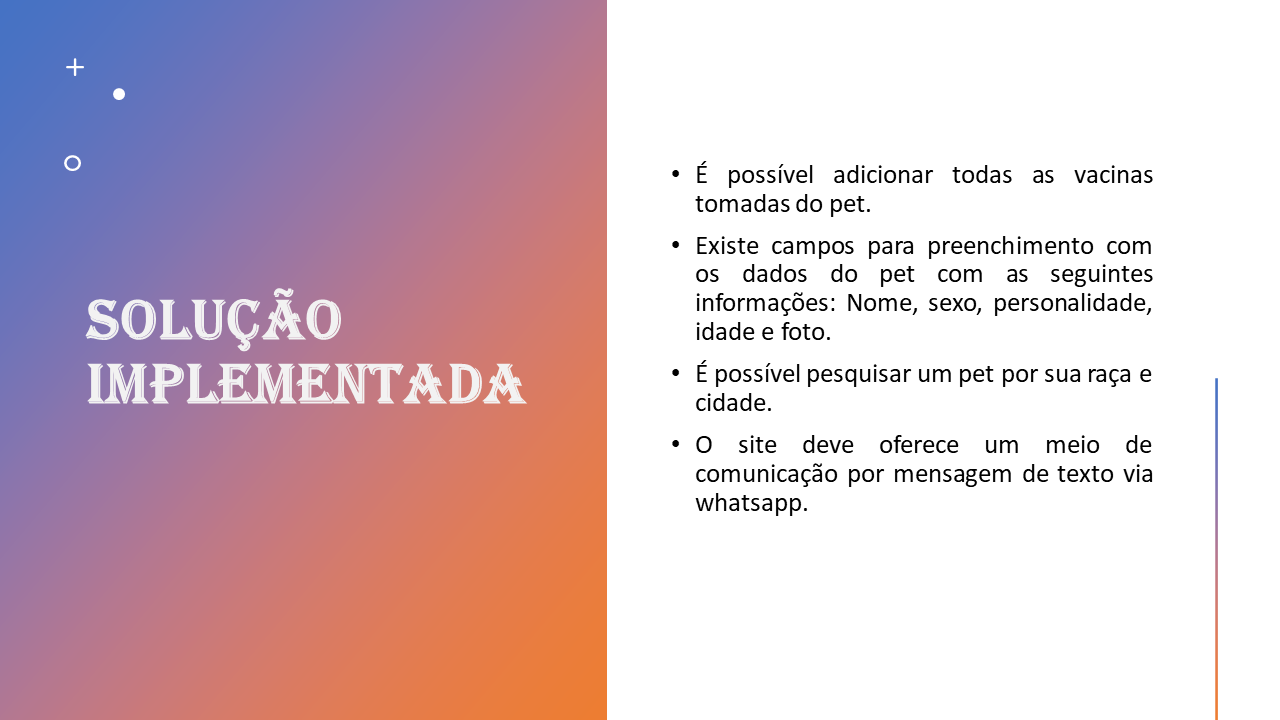 SOLUÇÃO
IMPLEMENTADA
• É possível adicionar todas as vacinas
tomadas do pet.
• Existe campos para preenchimento com
os dados do pet com as seguintes
informações: Nome, sexo, personalidade,
idade e foto.
• É possível pesquisar um pet por sua raça e
cidade.
• O site deve oferece um meio de
comunicação por mensagem de texto via
whatsapp.